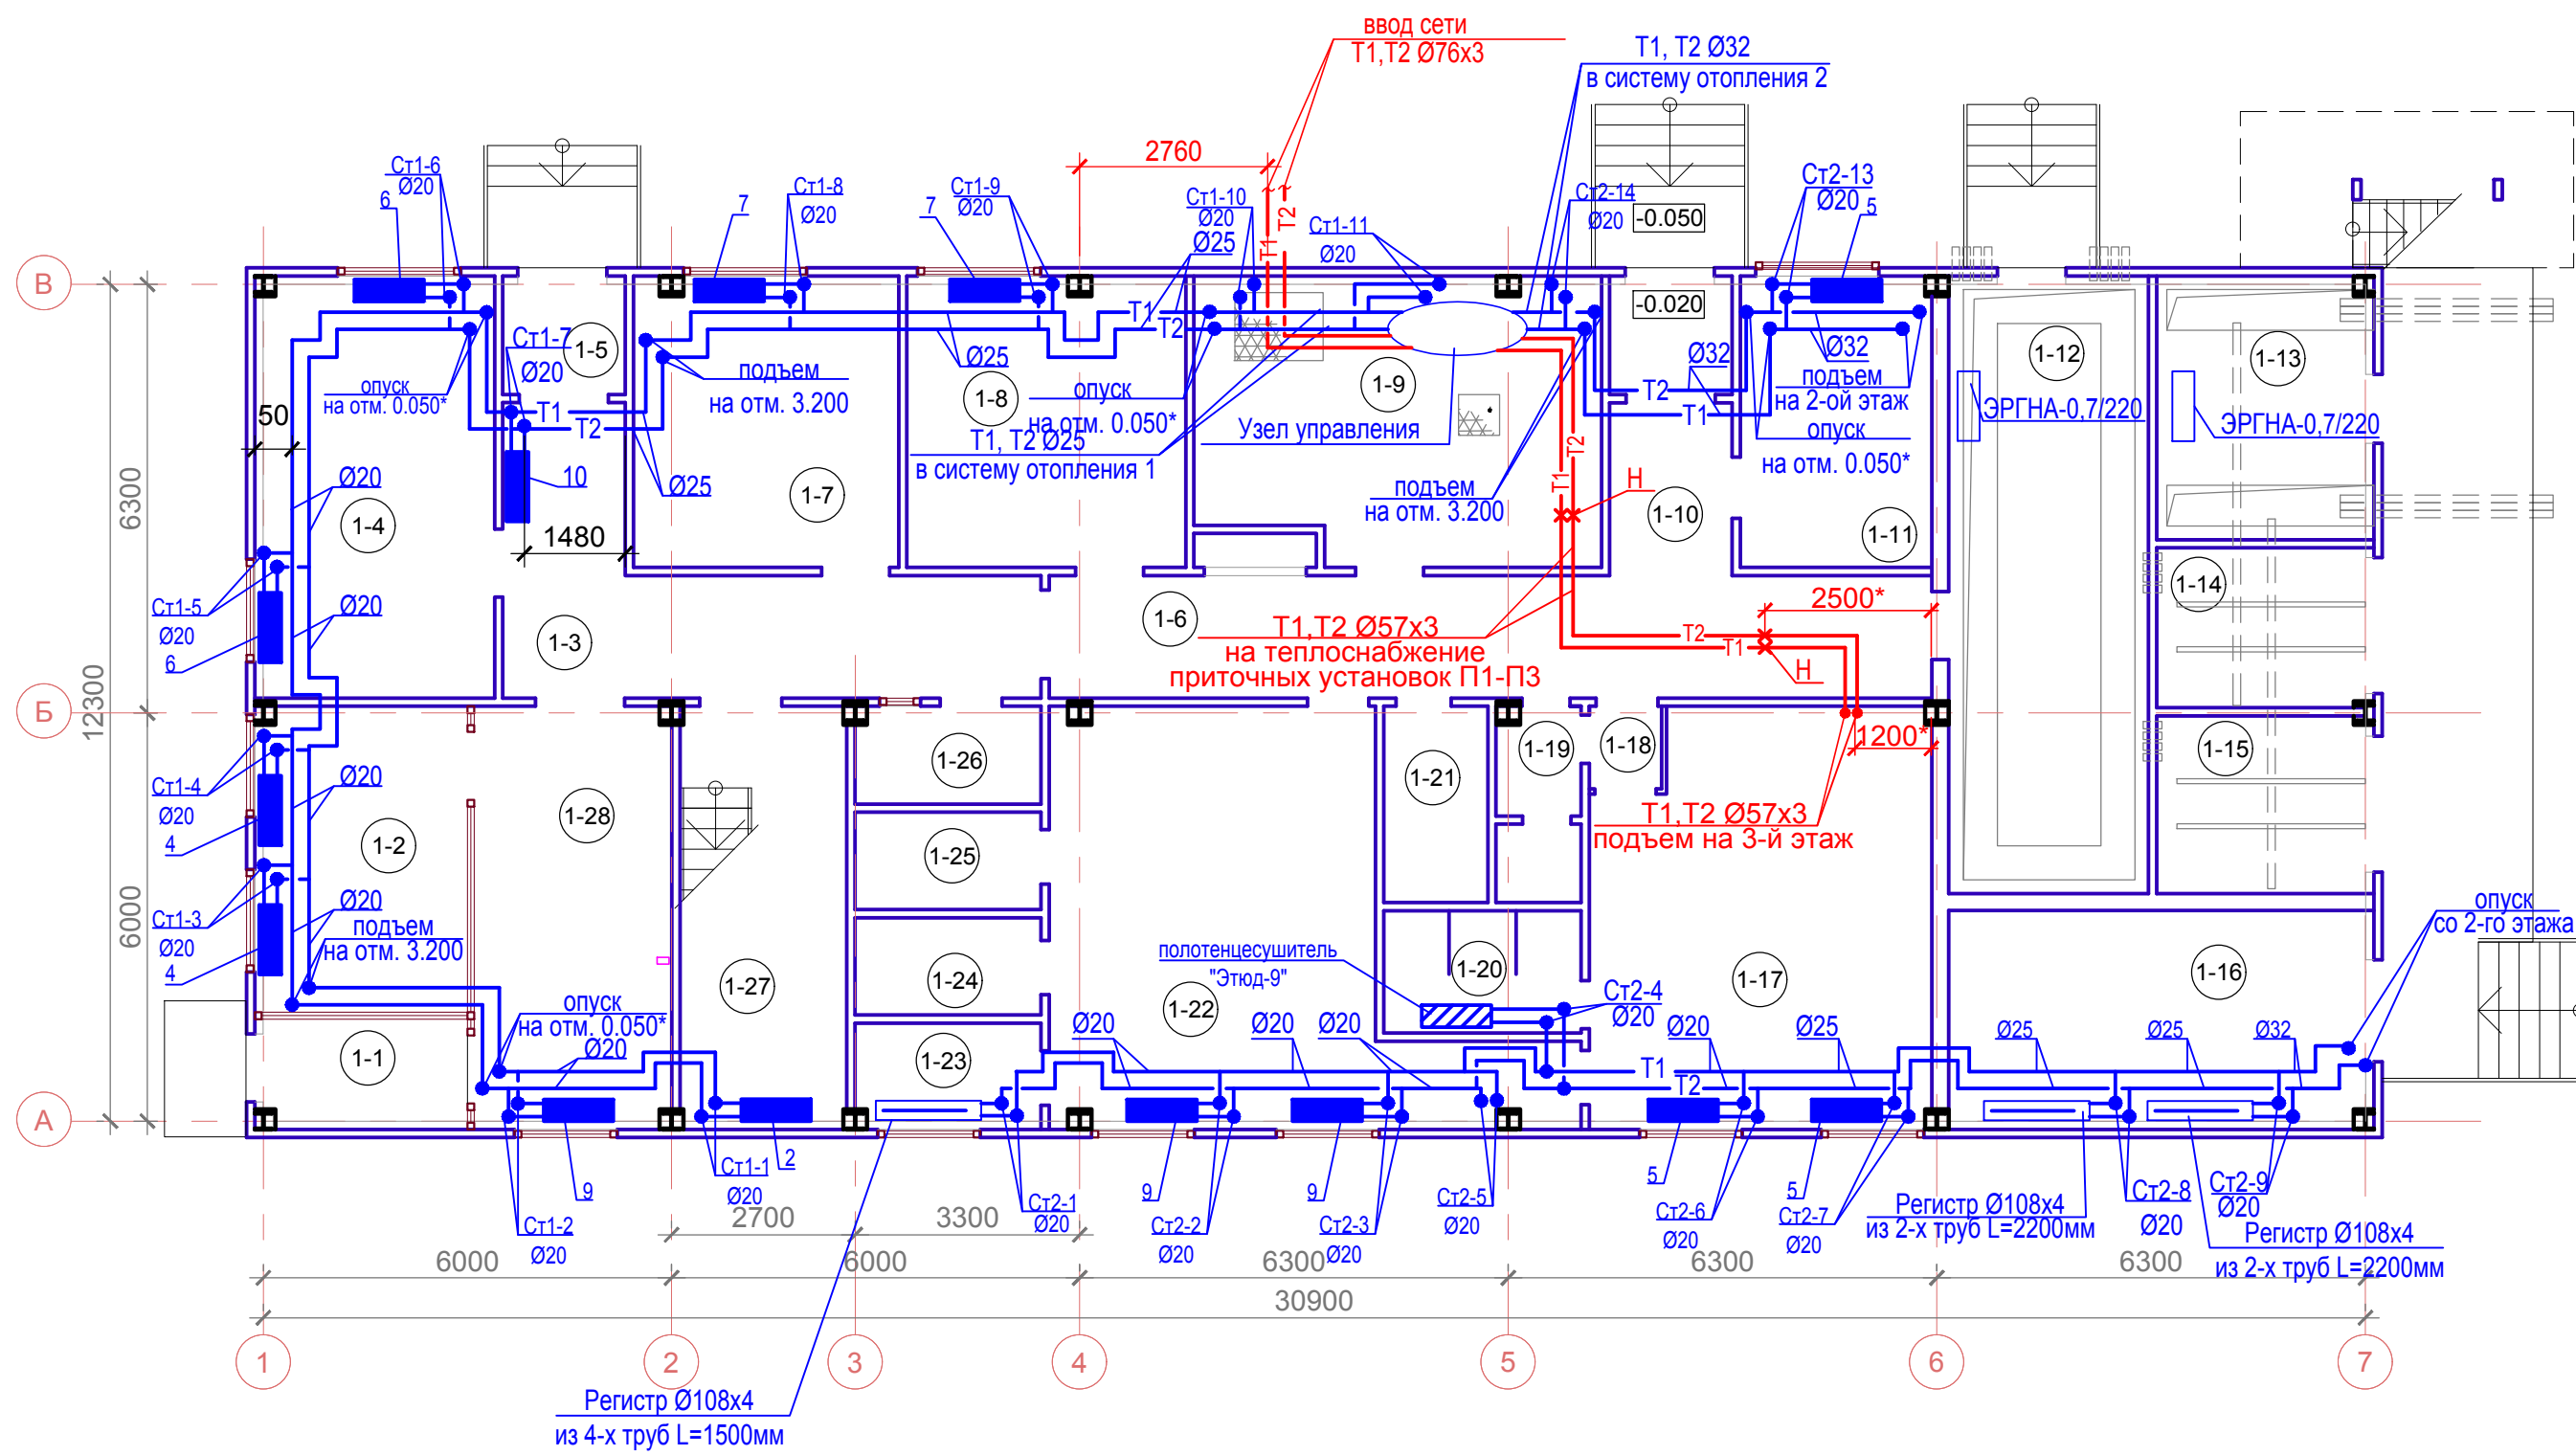 ввод сети
Т1,Т2 Ø76х3
Т1, Т2 Ø32
в систему отопления 2
2760
Ст1-6
Ø20
6
7
Ст1-8
Ø20
Ст1-9
Ø20
7
Ст1-10
Ø20
Ø25
Т1
Т2
Ст1-11
Ø20
Ст2-14
Ø20
-0.050
Ст2-13
Ø20
5
-0.020
В
Ст1-7
Ø20
1-5
Т1
Т2
Ø25
1-8
подъем
на отм. 3.200
опуск
на отм. 0.050*
опуск
на отм. 0.050*
1-9
Узел управления
Т1, Т2 Ø25
в систему отопления 1
Ø32
Т2
Т1
Ø32
подъем
на 2-ой этаж
опуск
на отм. 0.050*
1-12
1-13
ЭРГНА-0,7/220
ЭРГНА-0,7/220
50
Т1
Т2
10
Ø25
1480
Ø20
1-4
1-7
Т1
Т2
Н
подъем
на отм. 3.200
1-10
1-11
6300
12300
Ст1-5
Ø20
6
Ø20
1-3
1-6
1-14
2500*
Т1,Т2 Ø57х3
на теплоснабжение
приточных установок П1-П3
Т2
Т1
Н
Б
1200*
1-26
1-21
1-19
1-18
1-15
Ст1-4
Ø20
4
Ø20
1-2
1-28
1-25
Т1,Т2 Ø57х3
подъем на 3-й этаж
6000
Ст1-3
Ø20
4
Ø20
подъем
на отм. 3.200
1-27
1-24
полотенцесушитель
"Этюд-9"
1-20
1-22
Ст2-4
Ø20
1-17
1-16
опуск
со 2-го этажа
опуск
на отм. 0.050*
Ø20
1-1
1-23
Ø20
Ø20
Ø20
Ø20
Ø25
Т1
Т2
Ø25
Ø25
Ø32
А
9
Ст1-1
Ø20
2
Ст1-2
Ø20
Ст2-1
Ø20
9
Ст2-2
Ø20
9
Ст2-3
Ø20
Ст2-5
Ø20
5
Ст2-6
Ø20
5
Ст2-7
Ø20
Регистр Ø108х4
из 2-х труб L=2200мм
Ст2-8
Ø20
Ст2-9
Ø20
Регистр Ø108х4
из 2-х труб L=2200мм
2700
3300
6000
6000
6300
6300
6300
30900
1
2
3
4
5
6
7
Регистр Ø108х4
из 4-х труб L=1500мм